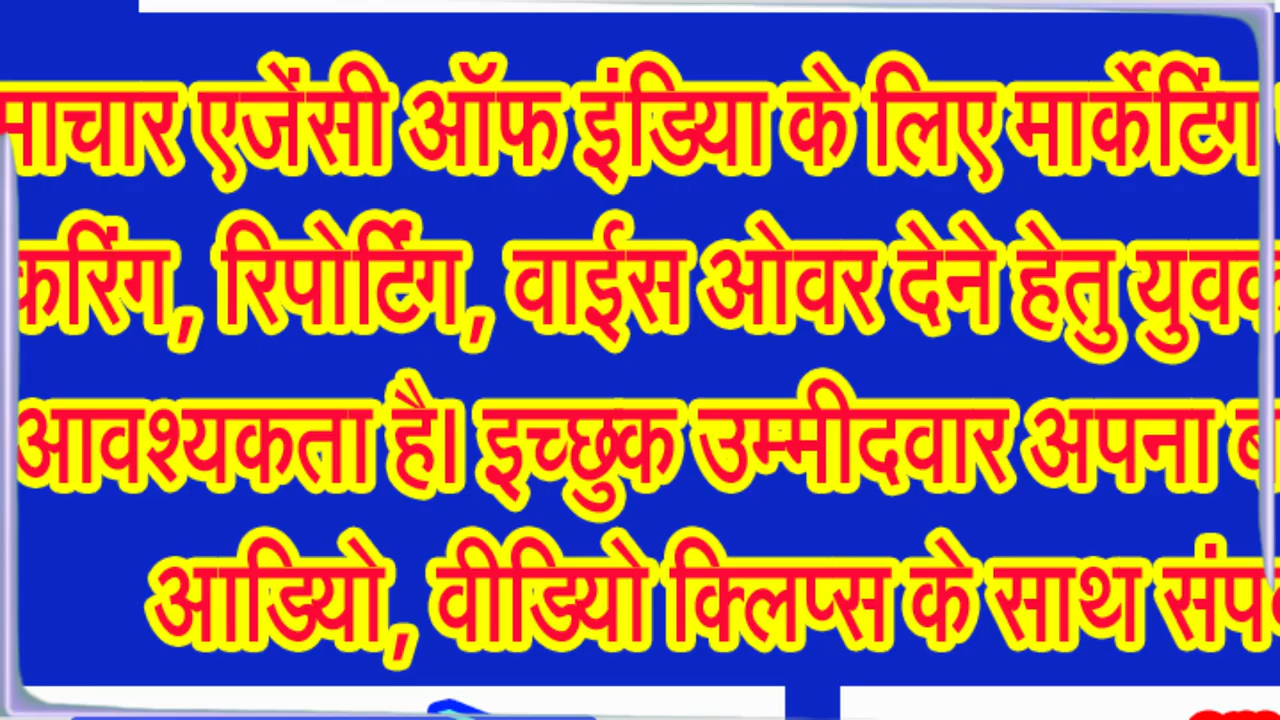 माचार एजेंसी ऑफ इंडिया के लिए मार्केटिंग
करिंग, रिपोर्टिंग, वाईस ओवर देने हेतु युवक
आवश्यकता है। इच्छुक उम्मीदवार अपना
आडियो, वीडियो क्लिप्स के साथ